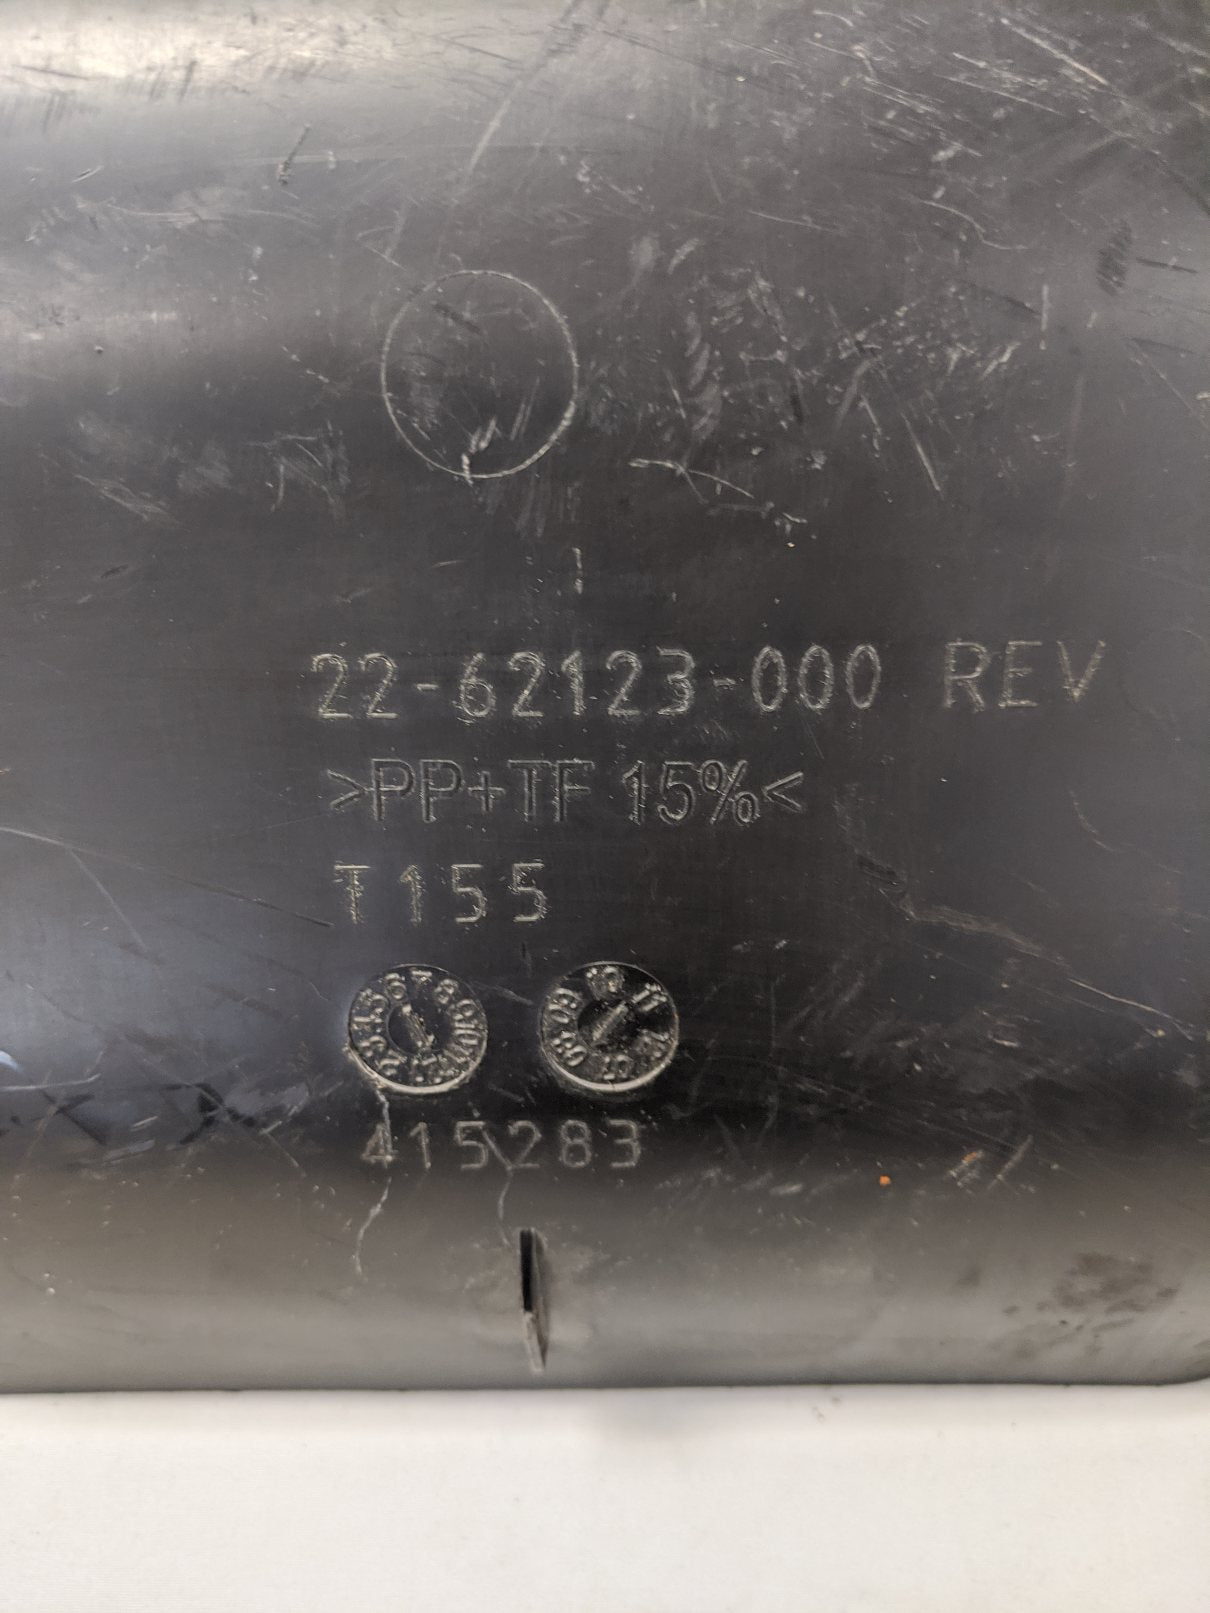 22-62123-000 REV
>PP+TF 15%<
T155
415283